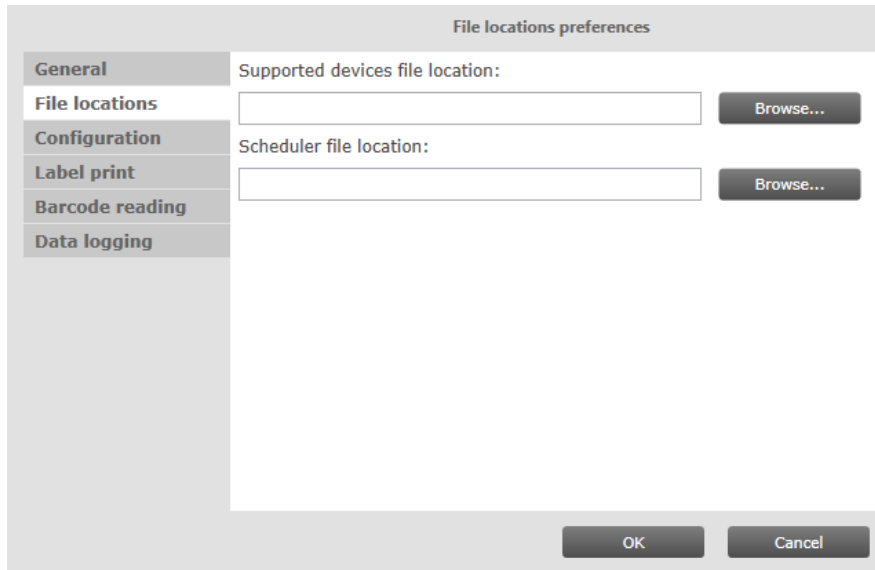 File locations preferences
General
File locations
Configuration
Label print
Barcode reading
Data logging
Supported devices file location:
Browse...
Scheduler file location:
Browse...
OK
Cancel